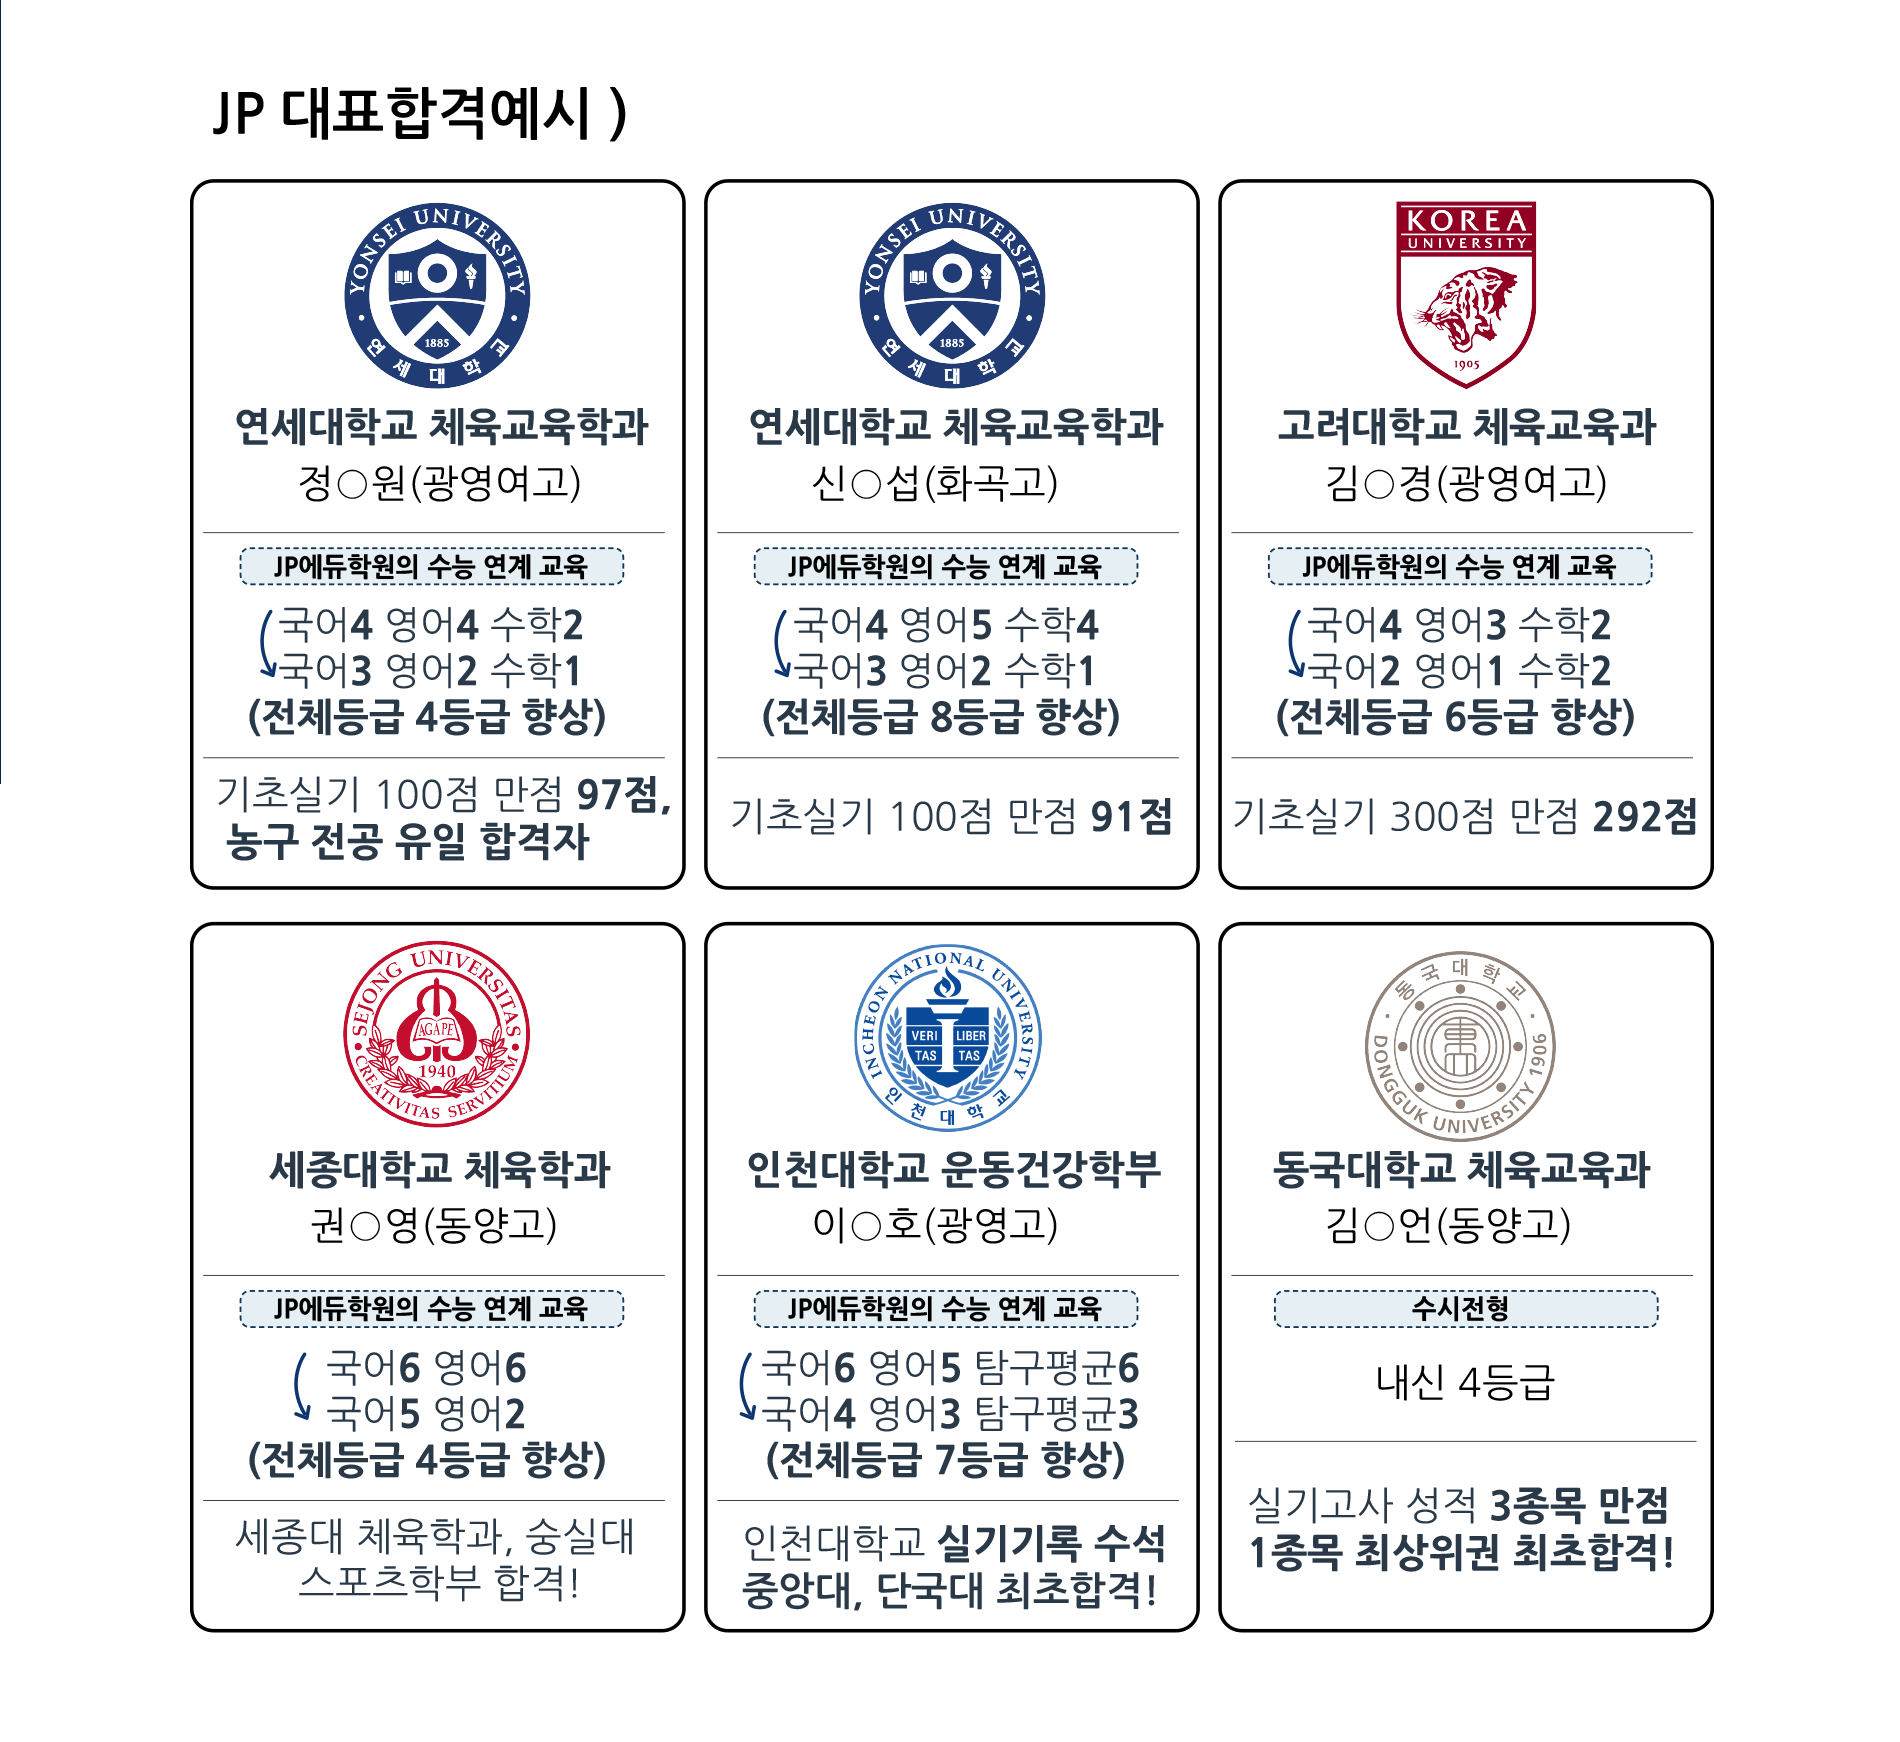 JP 대표합격예시 )
YONSEI UNIVERSITY
1885
연세대학교
연세대학교 체육교육학과
정○원(광영여고)
JP에듀학원의 수능 연계 교육
국어4 영어4 수학2
국어3 영어2 수학1
(전체등급 4등급 향상)
기초실기 100점 만점 97점,
농구 전공 유일 합격자
YONSEI UNIVERSITY
1885
연세대학교
연세대학교 체육교육학과
신○섭(화곡고)
JP에듀학원의 수능 연계 교육
국어4 영어5 수학4
국어3 영어2 수학1
(전체등급 8등급 향상)
기초실기 100점 만점 91점
KOREA
UNIVERSITY
1905
고려대학교 체육교육과
김○경(광영여고)
JP에듀학원의 수능 연계 교육
국어4 영어3 수학2
국어2 영어1 수학2
(전체등급 6등급 향상)
기초실기 300점 만점 292점
SEJONG UNIVERSITAS
AGAPE
1940
CREATIVITAS SERVITIUM
세종대학교 체육학과
권○영(동양고)
JP에듀학원의 수능 연계 교육
국어6 영어6
국어5 영어2
(전체등급 4등급 향상)
세종대 체육학과, 숭실대
스포츠학부 합격!
INCHEON NATIONAL UNIVERSITY
VERI LIBER
TAS TAS
인천대학교
인천대학교 운동건강학부
이○호(광영고)
JP에듀학원의 수능 연계 교육
국어6 영어5 탐구평균6
국어4 영어3 탐구평균3
(전체등급 7등급 향상)
인천대학교 실기기록 수석
중앙대, 단국대 최초합격!
동국대학교
DONGGUK UNIVERSITY 1906
동국대학교 체육교육과
김○언(동양고)
수시전형
내신 4등급
실기고사 성적 3종목 만점
1종목 최상위권 최초합격!